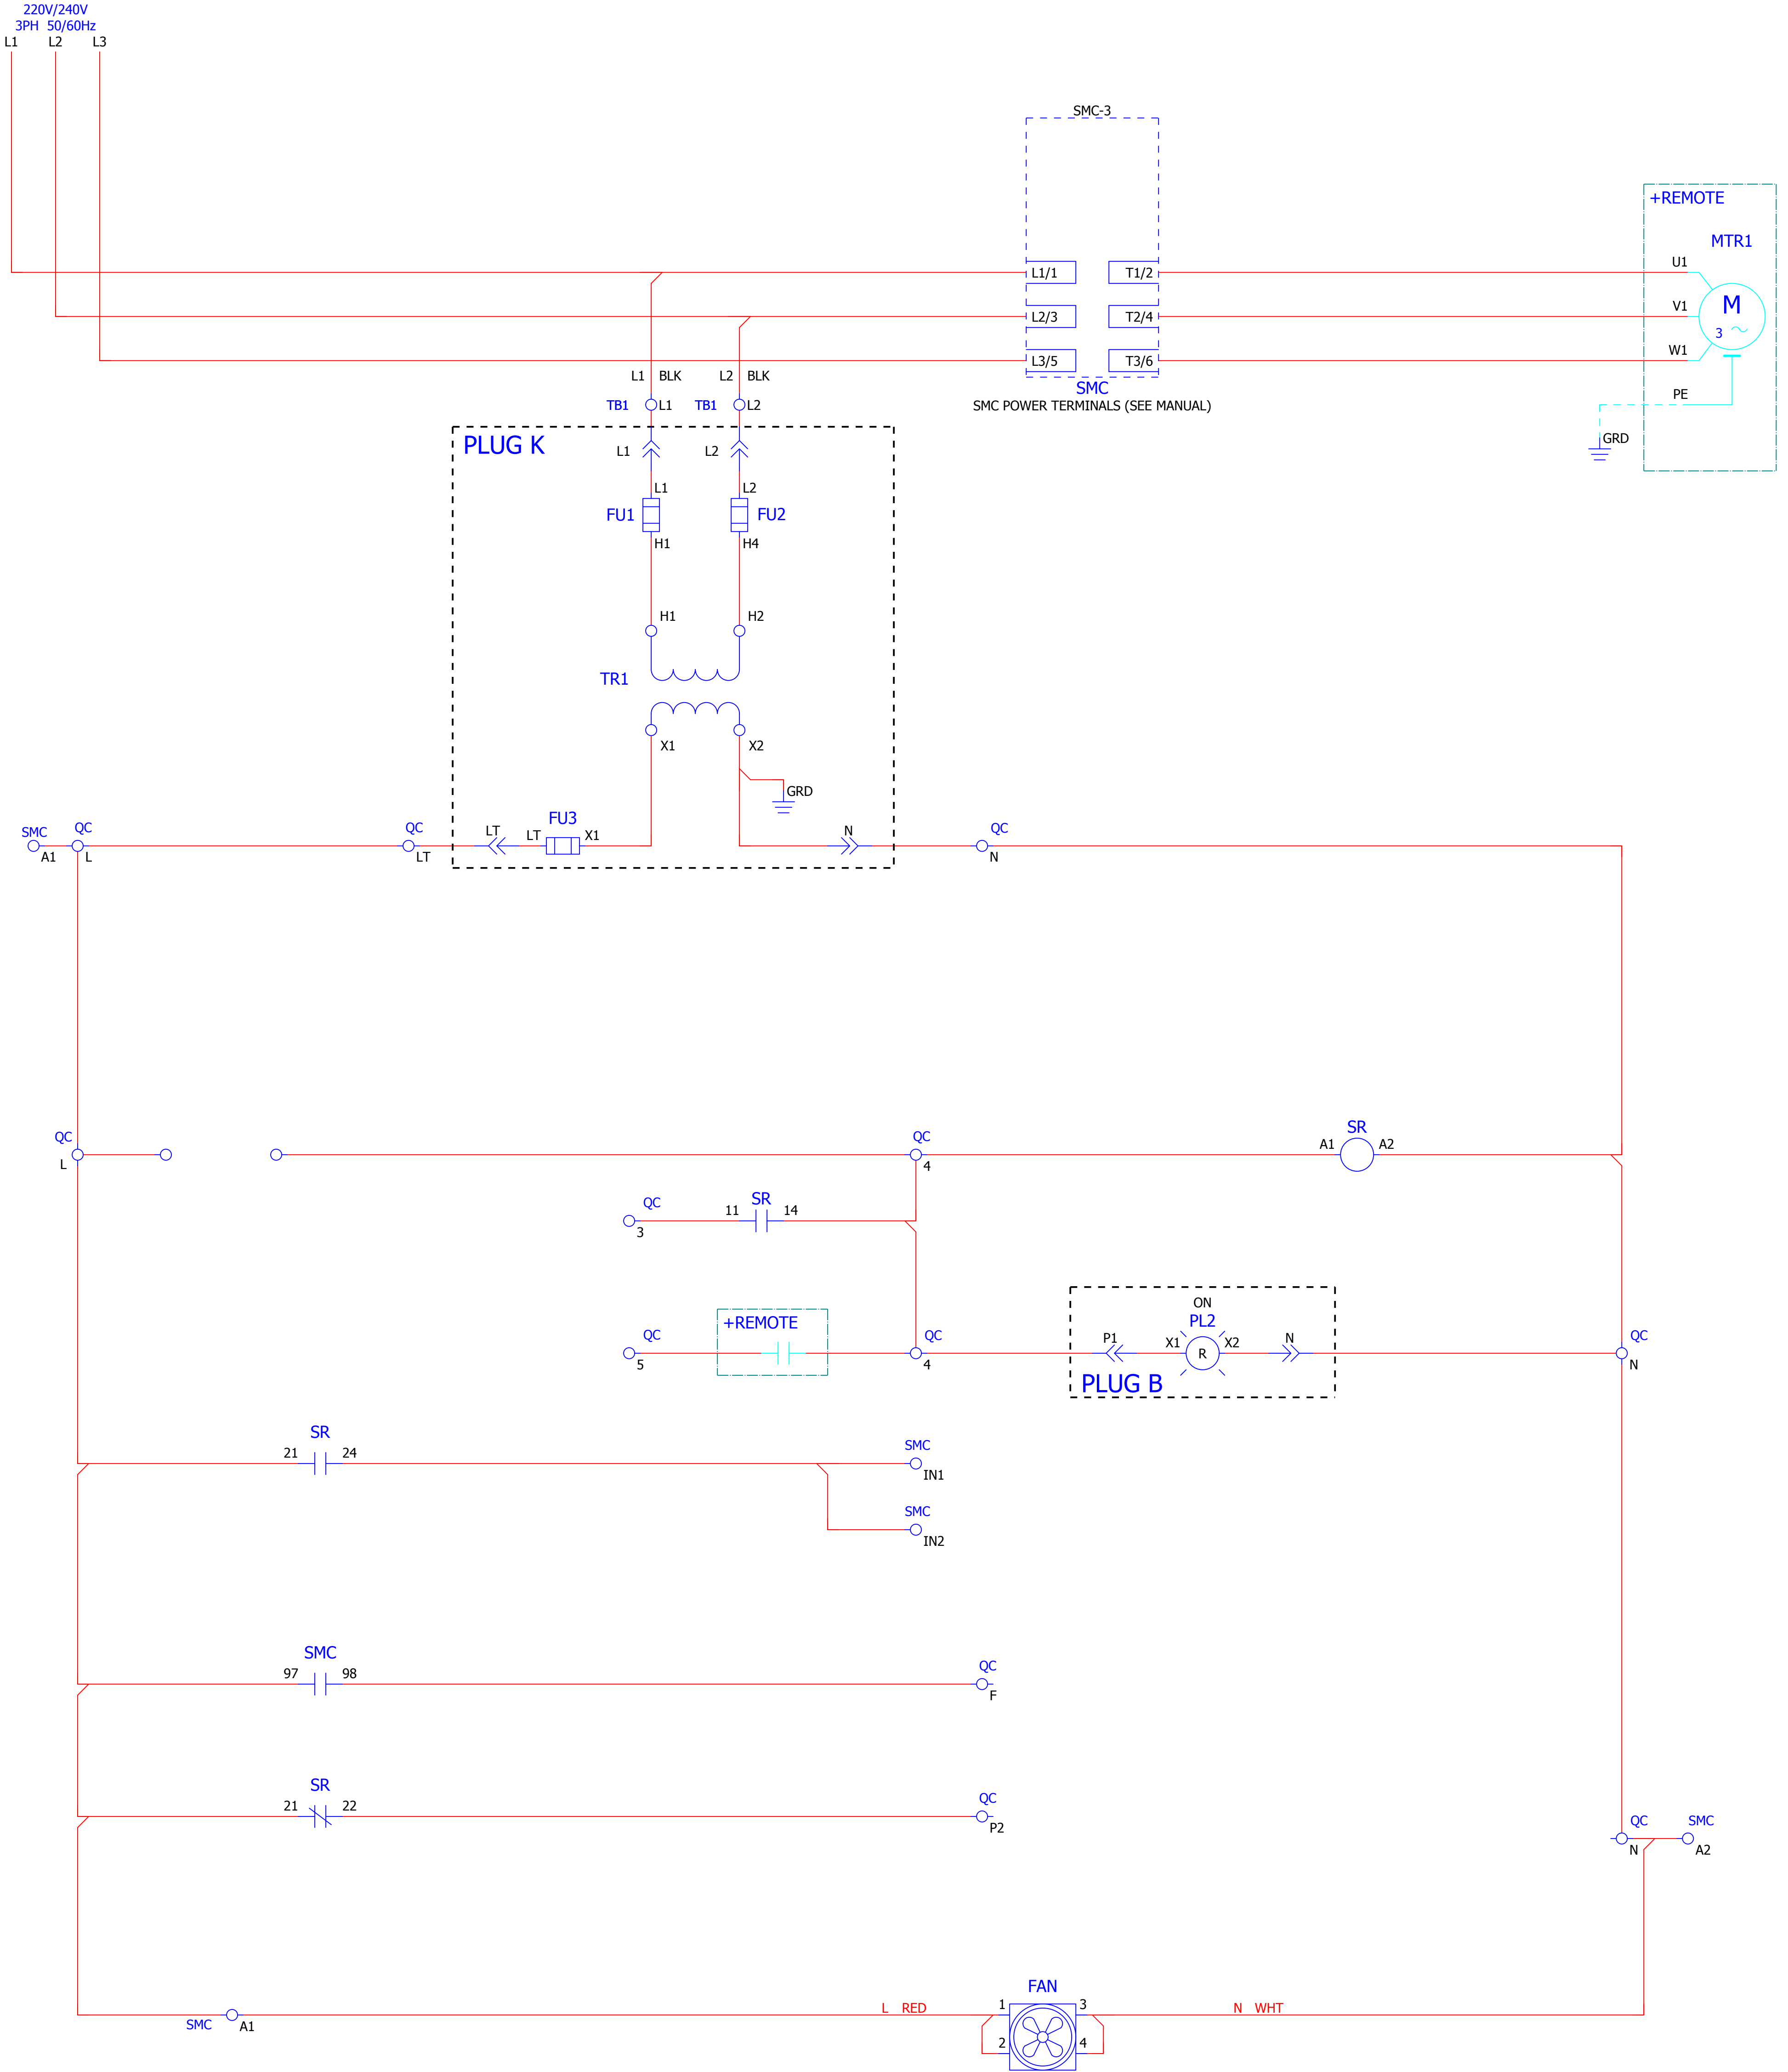 220V/240V
3PH 50/60Hz
L1 L2 L3
SMC-3
+REMOTE
MTR1
L1/1 T1/2 U1
L2/3 T2/4 V1 M
3
L3/5 T3/6 W1
L1 BLK L2 BLK
SMC
SMC POWER TERMINALS (SEE MANUAL)
PE
TB1 L1 TB1 L2
GRD
PLUG K
L1 L2
L1 L2
FU1 FU2
H1 H4
H1 H2
TR1
X1 X2
GRD
SMC QC QC LT LT FU3 X1 N QC
A1 L LT N
QC QC SR
L 4 A1 A2
QC 11 SR 14
3
+REMOTE
ON
PL2
QC QC P1 X1 R X2 N QC
5 4 N
PLUG B
SR
21 24
SMC
IN1
SMC
IN2
SMC
97 98
QC
F
SR
21 22
QC
P2
QC SMC
N A2
FAN
L RED 1 3 N WHT
SMC A1
2 4